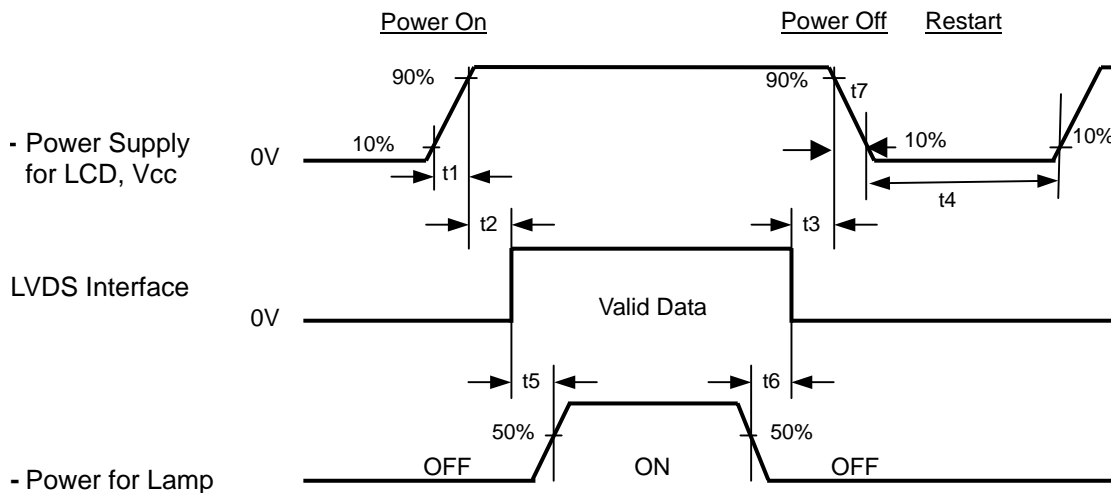 Power On
Power Off
Restart
90%
90%
t7
- Power Supply
for LCD, Vcc
0V
10%
10%
10%
t1
t4
t2
t3
LVDS Interface
0V
Valid Data
t5
t6
50%
50%
- Power for Lamp
OFF
ON
OFF